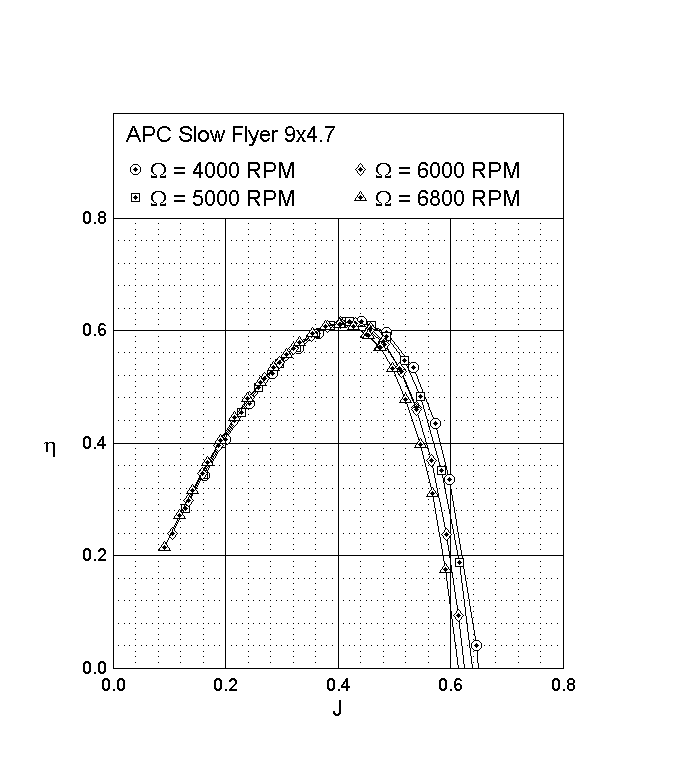 APC Slow Flyer 9x4.7
Ω = 4000 RPM
Ω = 6000 RPM
Ω = 5000 RPM
Ω = 6800 RPM
0.8
0.6
0.4
η
0.2
0.0
0.0 0.2 0.4 0.6 0.8
J